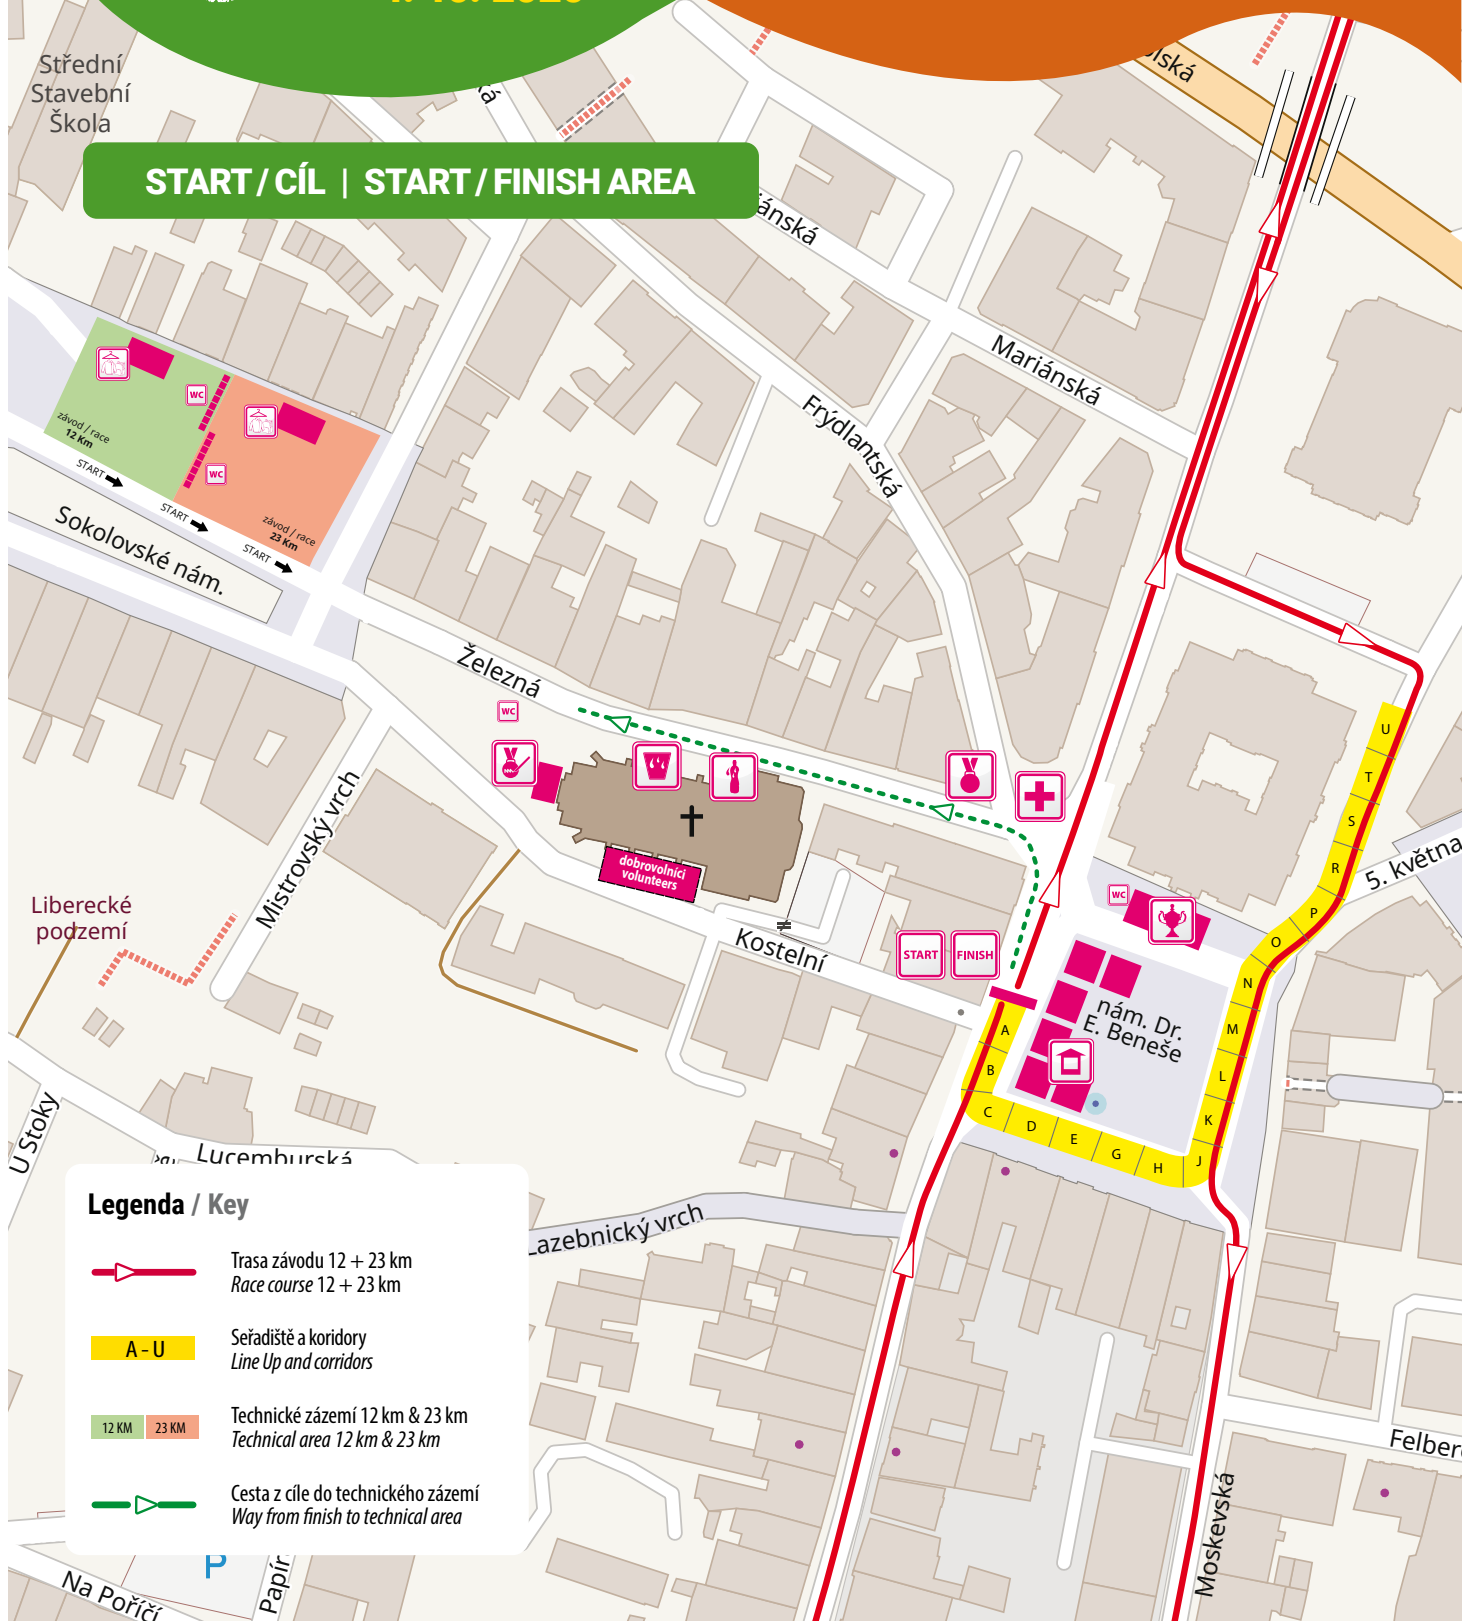 Střední
Stavební
Škola
START / CÍL | START / FINISH AREA
Mariánská
Frýdlantská
závod / race
12 Km
WC
WC
START
START
START
závod / race
23 Km
Sokolovské nám.
Železná
WC
Mistrovský vrch
dobrovolníci
volunteers
Liberecké
podzemí
Kostelní
START
FINISH
WC
nám. Dr.
E. Beneše
5. května
U
T
S
R
P
O
N
M
L
K
J
H
G
E
D
C
B
A
U Stoky
Lucemburská
Lazebnický vrch
Legenda / Key
Trasa závodu 12 + 23 km
Race course 12 + 23 km
A - U
Seřadiště a koridory
Line Up and corridors
12 KM
23 KM
Technické zázemí 12 km & 23 km
Technical area 12 km & 23 km
Cesta z cíle do technického zázemí
Way from finish to technical area
P
Na Poříčí
Papír
Moskevská
Felber